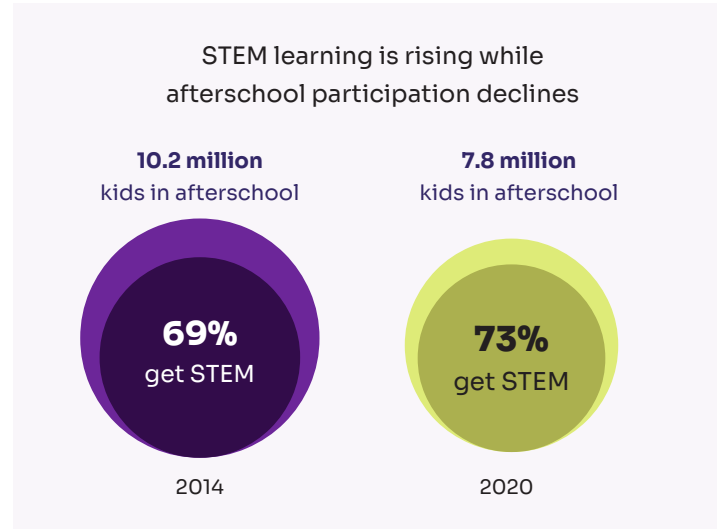 STEM learning is rising while
afterschool participation declines
10.2 million
kids in afterschool
69%
get STEM
2014
7.8 million
kids in afterschool
73%
get STEM
2020